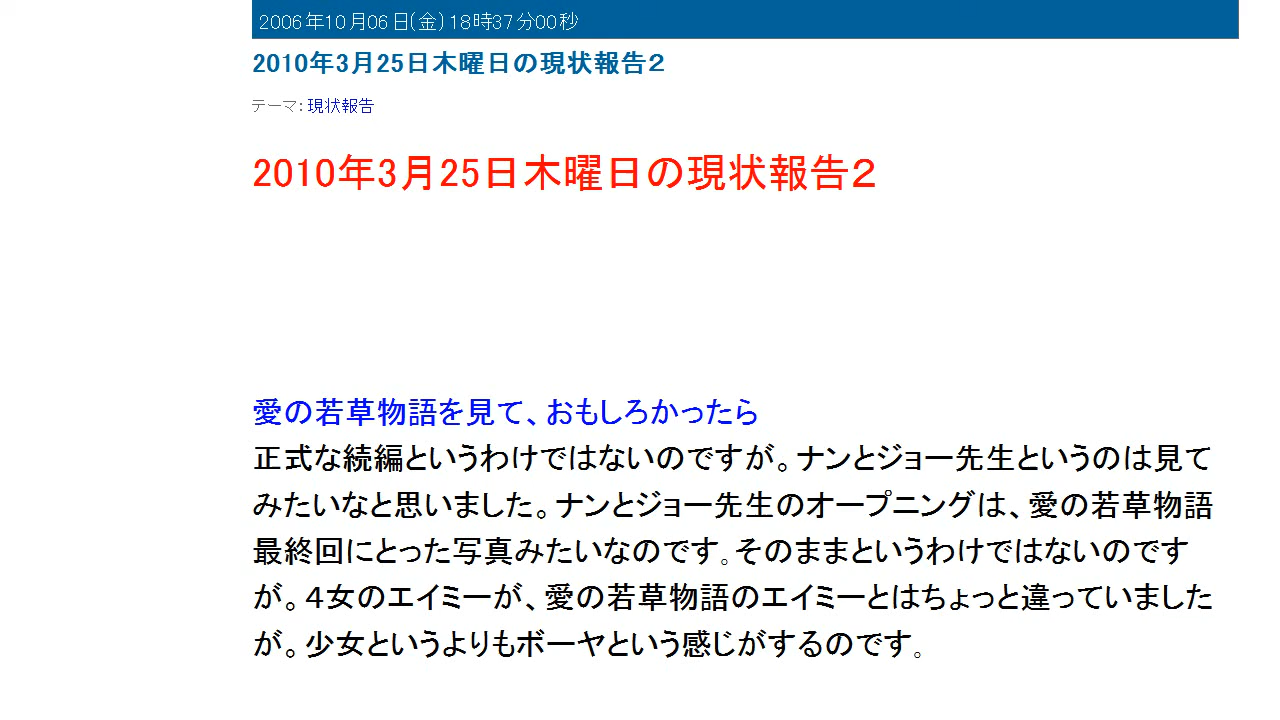 2006年10月06日(金) 18時37分00秒
2010年3月25日木曜日の現状報告２
テーマ: 現状報告
2010年3月25日木曜日の現状報告２
愛の若草物語を見て、おもしろかったら
正式な続編というわけではないのですが。ナンとジョー先生というのは見て
みたいなと思いました。ナンとジョー先生のオープニングは、愛の若草物語
最終回にとった写真みたいなのです。そのままというわけではないのです
が。４女のエイミーが、愛の若草物語のエイミーとはちょっと違っていました
が。少女というよりもボーヤという感じがするのです。